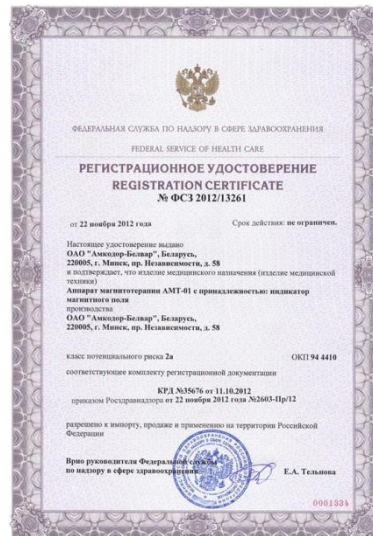 ФЕДЕРАЛЬНАЯ СЛУЖБА ПО НАДЗОРУ В СФЕРЕ ЗДРАВООХРАНЕНИЯ
FEDERAL SERVICE OF HEALTH CARE
РЕГИСТРАЦИОННОЕ УДОСТОВЕРЕНИЕ
REGISTRATION CERTIFICATE
№ ФСЗ 2012/13261
от 22 ноября 2012 года Срок действия: не ограничен.
Настоящее удостоверение выдано
ОАО "Амкодор-Белвар", Беларусь,
220005, г. Минск, пр. Независимости, д. 58
и подтверждает, что изделие медицинского назначения (изделие медицинской
техники)
Аппарат магнитотерапии АМТ-01 с принадлежностью: индикатор
магнитного поля
производства
ОАО "Амкодор-Белвар", Беларусь,
220005, г. Минск, пр. Независимости, д. 58
класс потенциального риска 2а ОКП 94 4410
соответствующее комплекту регистрационной документации
КРД №35676 от 11.10.2012
приказом Росздравнадзора от 22 ноября 2012 года №2603-Пр/12
разрешено к импорту, продаже и применению на территории Российской
Федерации
Врио руководителя Федеральной службы
по надзору в сфере здравоохранения Е.А. Тельнова
0001334